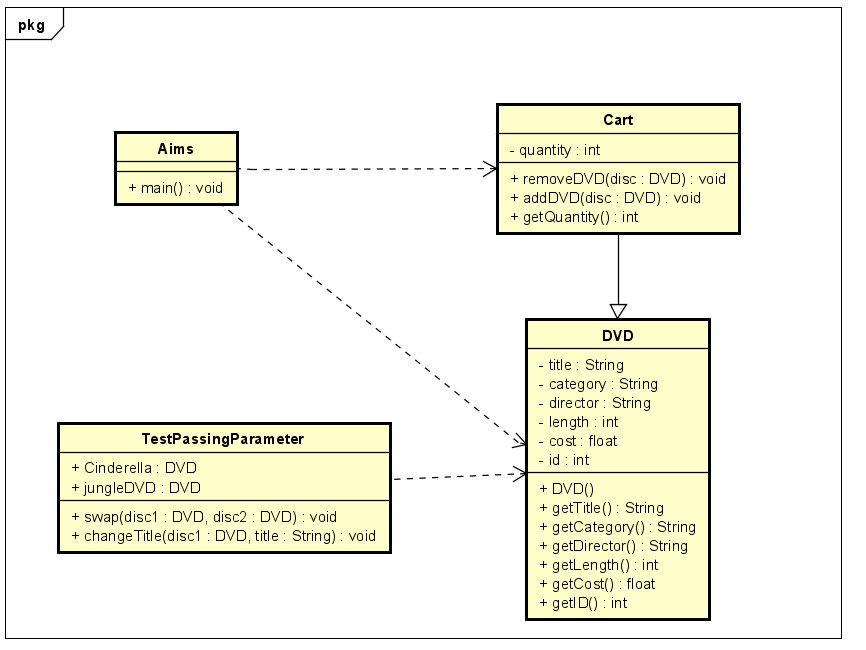 pkg
Aims
+ main() : void
Cart
- quantity : int
+ removeDVD(disc : DVD) : void
+ addDVD(disc : DVD) : void
+ getQuantity() : int
DVD
- title : String
- category : String
- director : String
- length : int
- cost : float
- id : int
+ DVD()
+ getTitle() : String
+ getCategory() : String
+ getDirector() : String
+ getLength() : int
+ getCost() : float
+ getID() : int
TestPassingParameter
+ Cinderella : DVD
+ jungleDVD : DVD
+ swap(disc1 : DVD, disc2 : DVD) : void
+ changeTitle(disc1 : DVD, title : String) : void